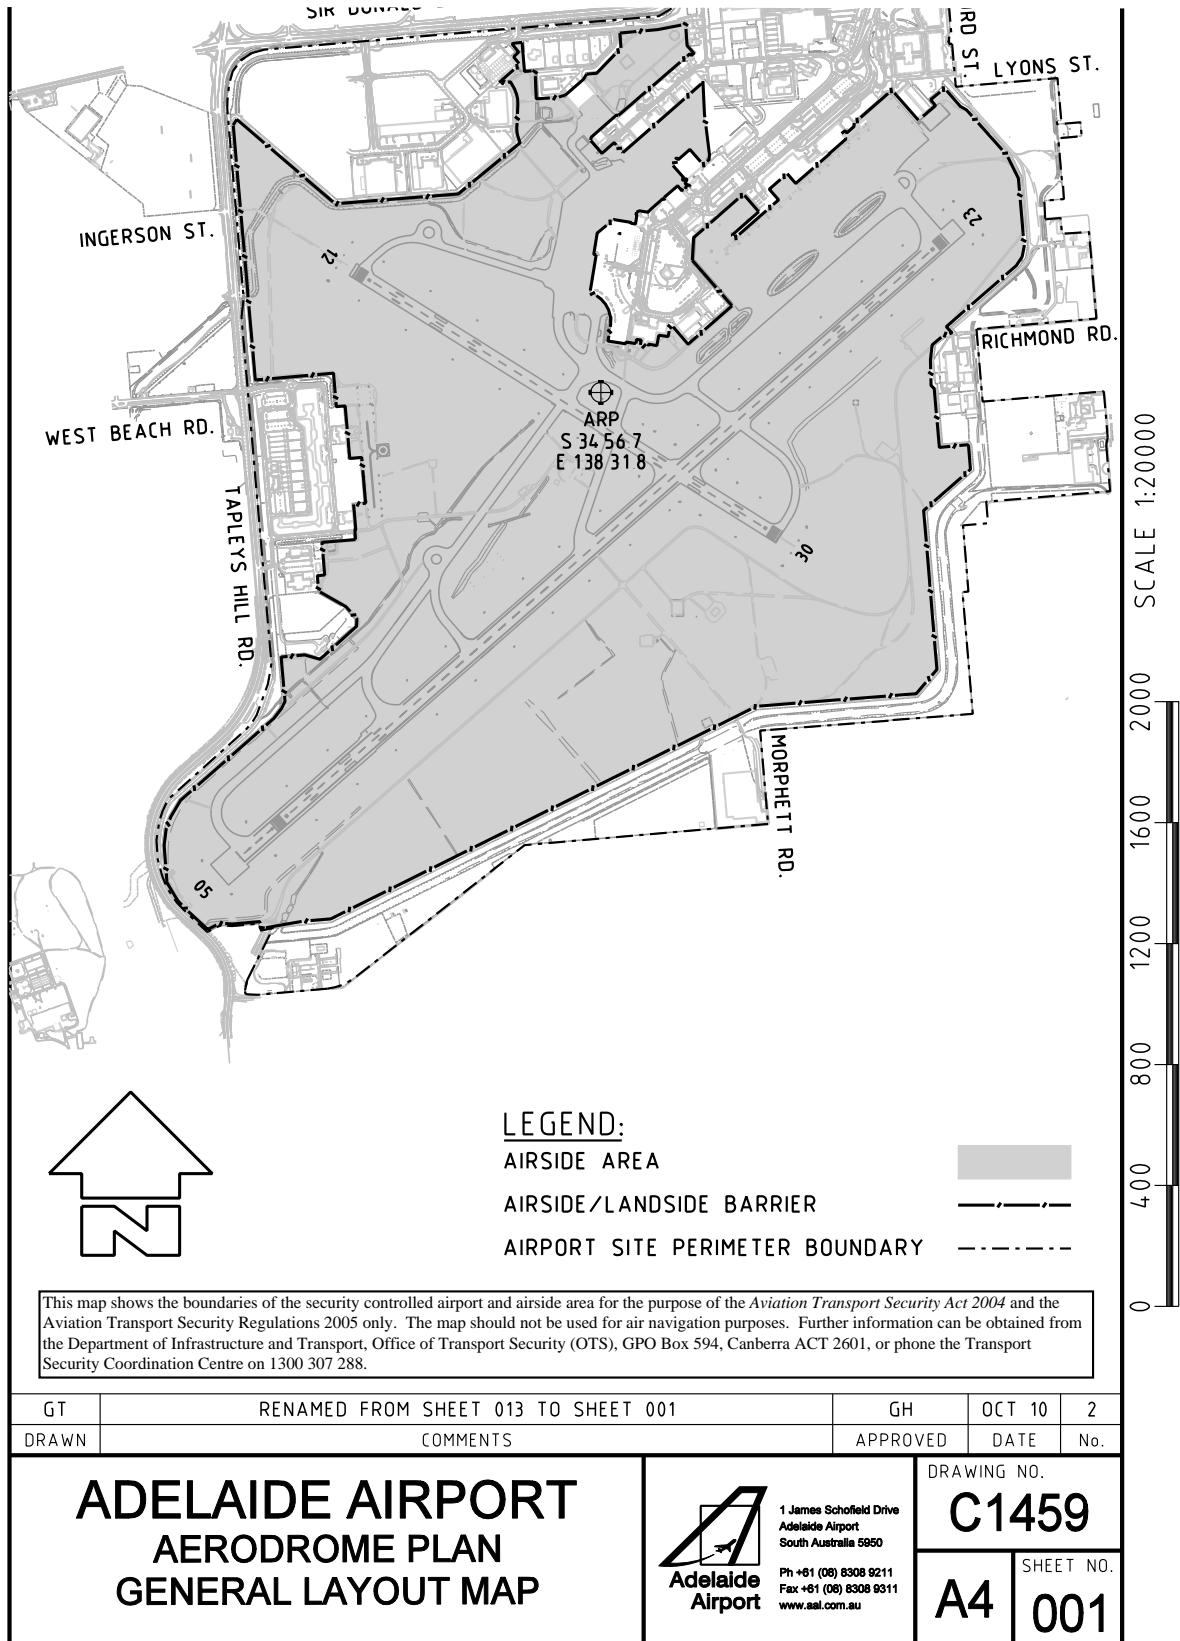 SIR DONALD
RD ST.
LYONS ST.
INGERSON ST.
12
23
RICHMOND RD.
ARP
S 34 56 7
E 138 31 8
WEST BEACH RD.
TAPLEYS HILL RD.
30
MORPHETT RD.
05
SCALE 1:20000
2000
1600
1200
800
400
0
N
LEGEND:
AIRSIDE AREA
AIRSIDE/LANDSIDE BARRIER
AIRPORT SITE PERIMETER BOUNDARY
This map shows the boundaries of the security controlled airport and airside area for the purpose of the Aviation Transport Security Act 2004 and the
Aviation Transport Security Regulations 2005 only. The map should not be used for air navigation purposes. Further information can be obtained from
the Department of Infrastructure and Transport, Office of Transport Security (OTS), GPO Box 594, Canberra ACT 2601, or phone the Transport
Security Coordination Centre on 1300 307 288.
GT RENAMED FROM SHEET 013 TO SHEET 001 GH OCT 10 2
DRAWN COMMENTS APPROVED DATE No.
ADELAIDE AIRPORT
AERODROME PLAN
GENERAL LAYOUT MAP
Adelaide
Airport
1 James Schofield Drive
Adelaide Airport
South Australia 5950
Ph +61 (08) 8308 9211
Fax +61 (08) 8308 9311
www.aal.com.au
DRAWING NO.
C1459
A4
SHEET NO.
001